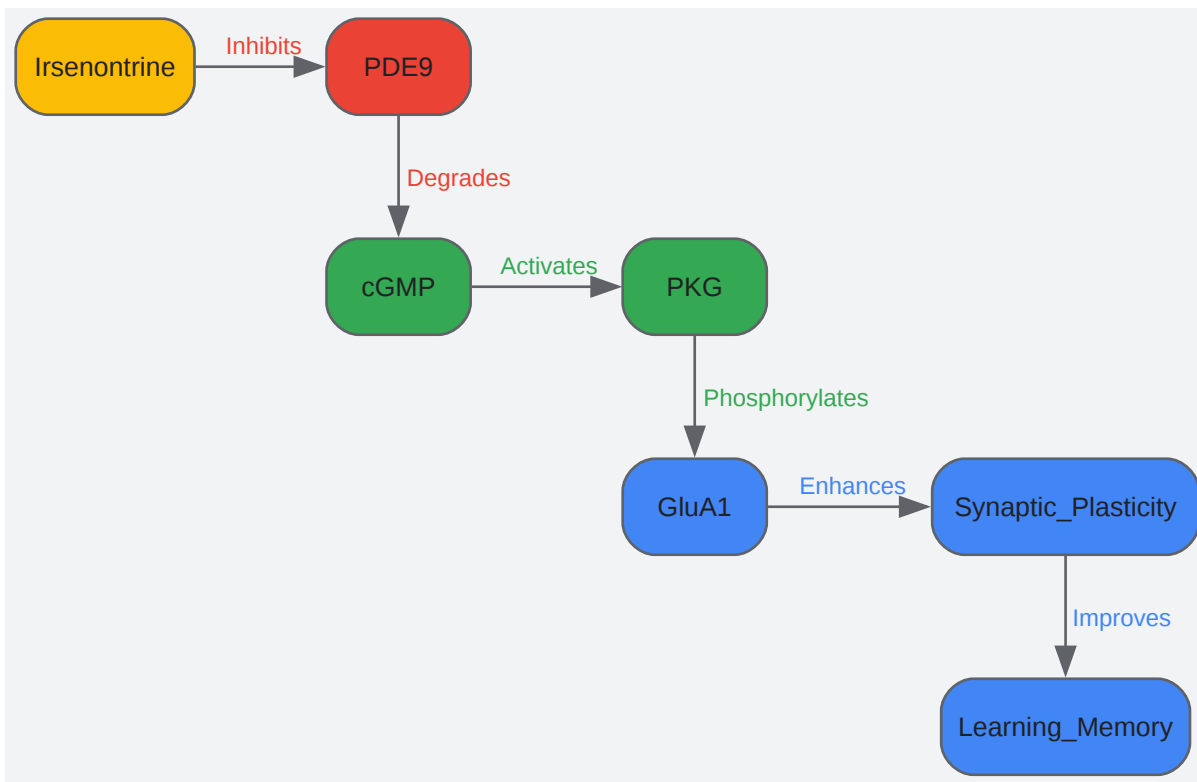 Irsenontrine
Inhibits
PDE9
Degrades
cGMP
Activates
PKG
Phosphorylates
GluA1
Enhances
Synaptic_Plasticity
Improves
Learning_Memory